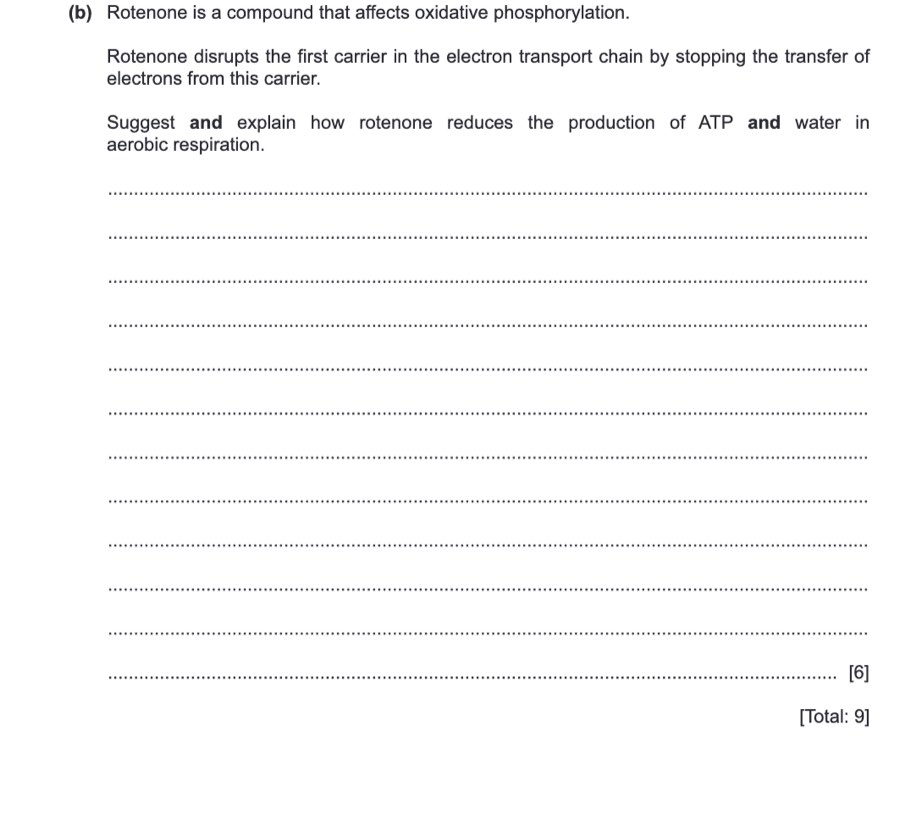 (b) Rotenone is a compound that affects oxidative phosphorylation.
Rotenone disrupts the first carrier in the electron transport chain by stopping the transfer of
electrons from this carrier.
Suggest and explain how rotenone reduces the production of ATP and water in
aerobic respiration.
[6]
[Total: 9]